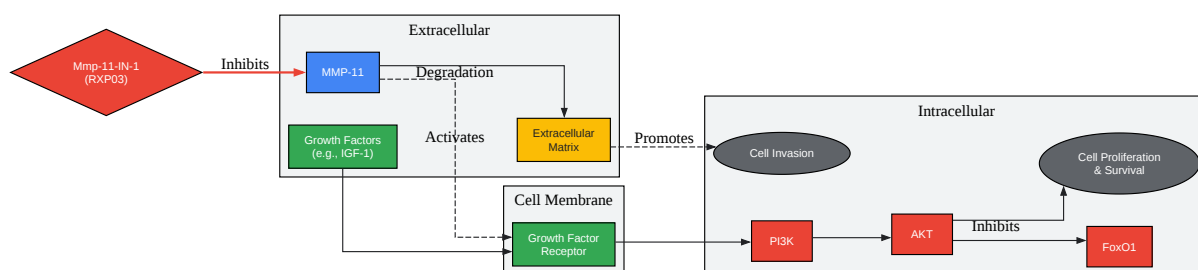 Extracellular
Mmp-11-IN-1
(RXP03)
Inhibits
MMP-11
Degradation
Activates
Growth Factors
(e.g., IGF-1)
Extracellular
Matrix
Promotes
Intracellular
Cell Invasion
Cell Proliferation
& Survival
Cell Membrane
Growth Factor
Receptor
PI3K
AKT
Inhibits
FoxO1